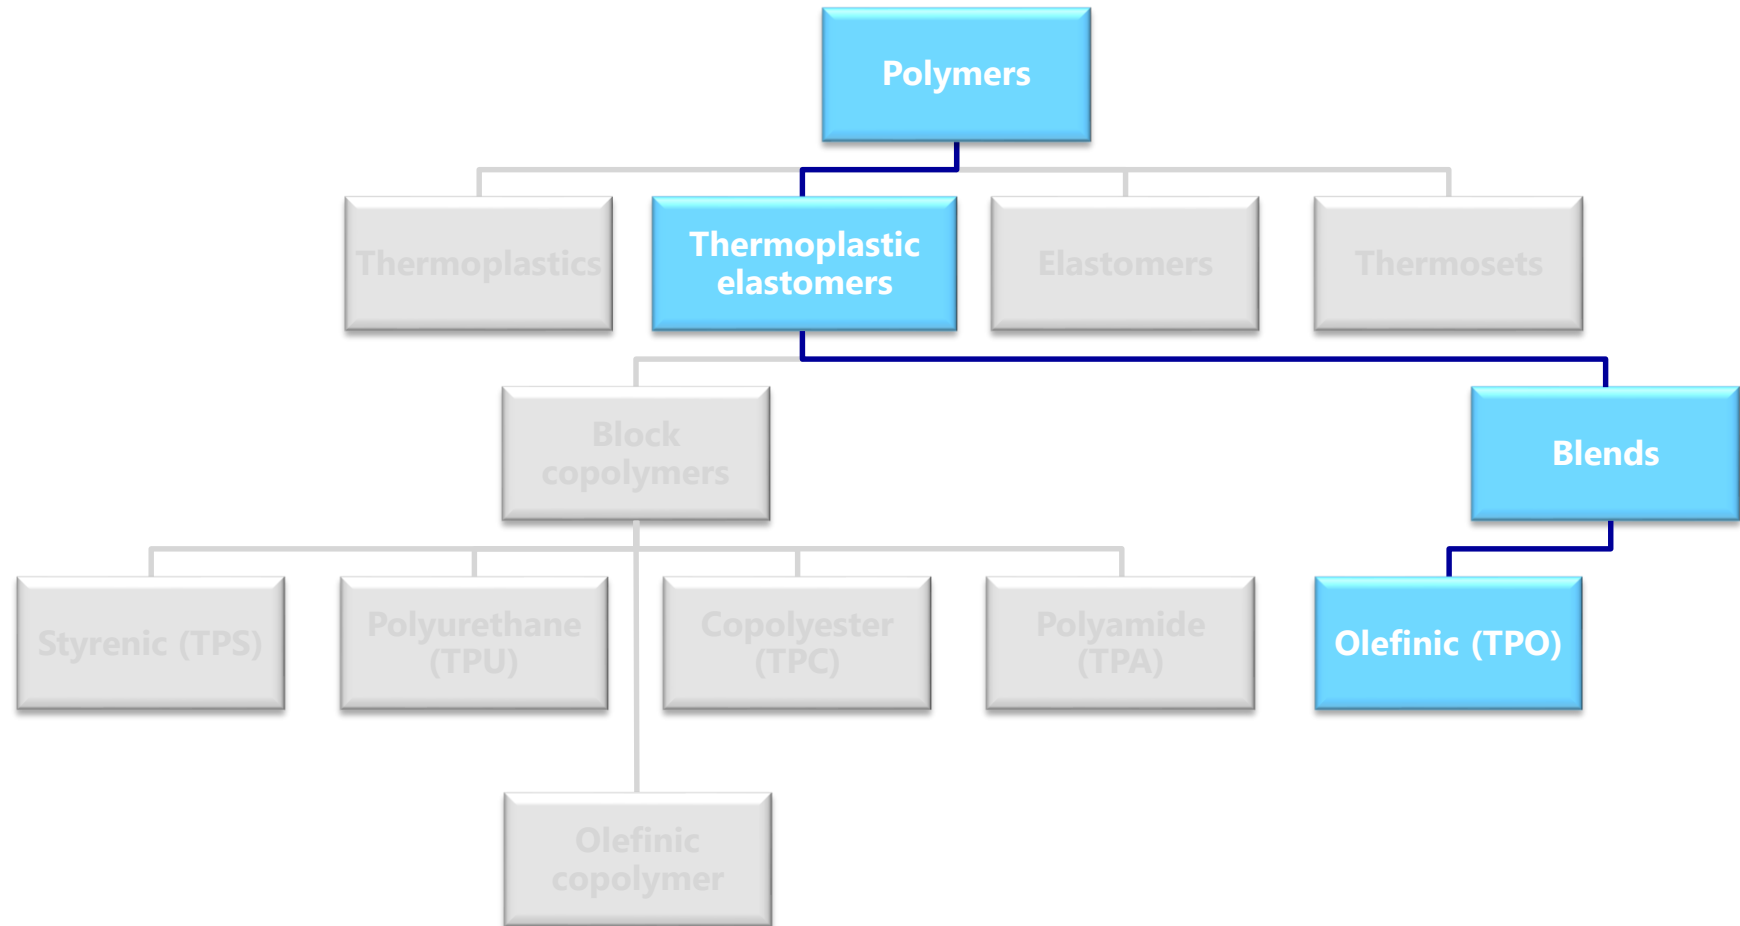 Polymers
Thermoplastics
Thermoplastic
elastomers
Elastomers
Thermosets
Block
copolymers
Blends
Styrenic (TPS)
Polyurethane
(TPU)
Copolyester
(TPC)
Polyamide
(TPA)
Olefinic (TPO)
Olefinic
copolymer